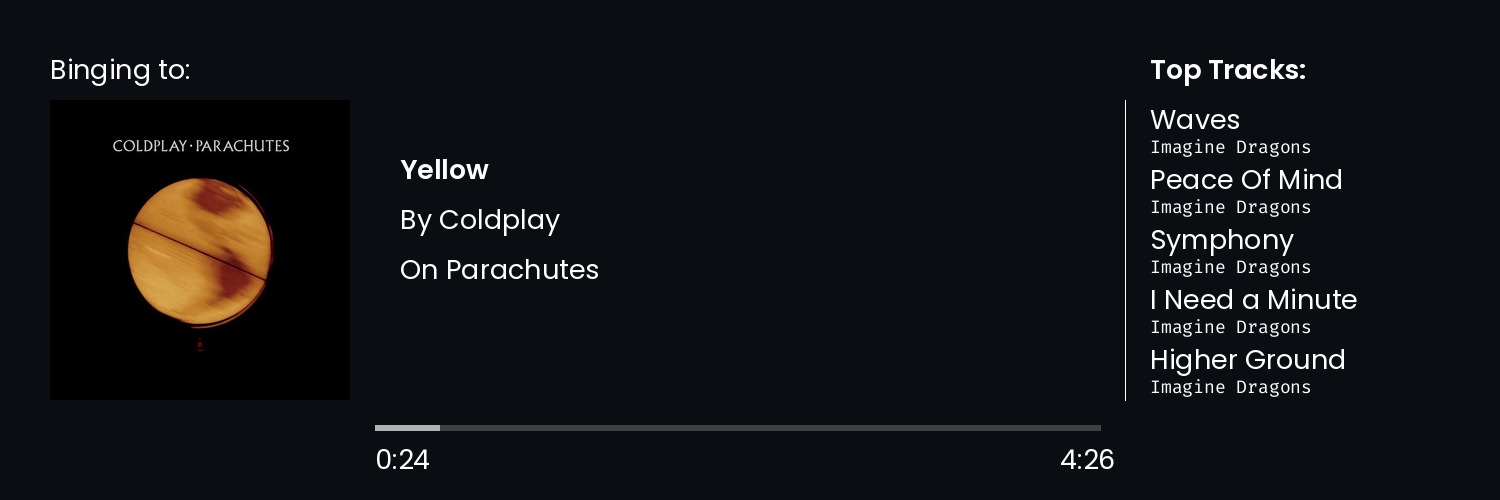 Binging to:
COLDPLAY·PARACHUTES
Yellow
By Coldplay
On Parachutes
0:24
4:26
Top Tracks:
Waves
Imagine Dragons
Peace Of Mind
Imagine Dragons
Symphony
Imagine Dragons
I Need a Minute
Imagine Dragons
Higher Ground
Imagine Dragons